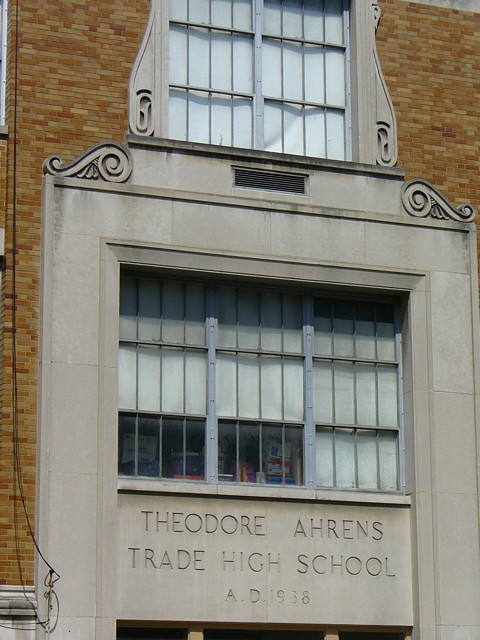 THEODORE AHRENS
TRADE HIGH SCHOOL
A.D.1938